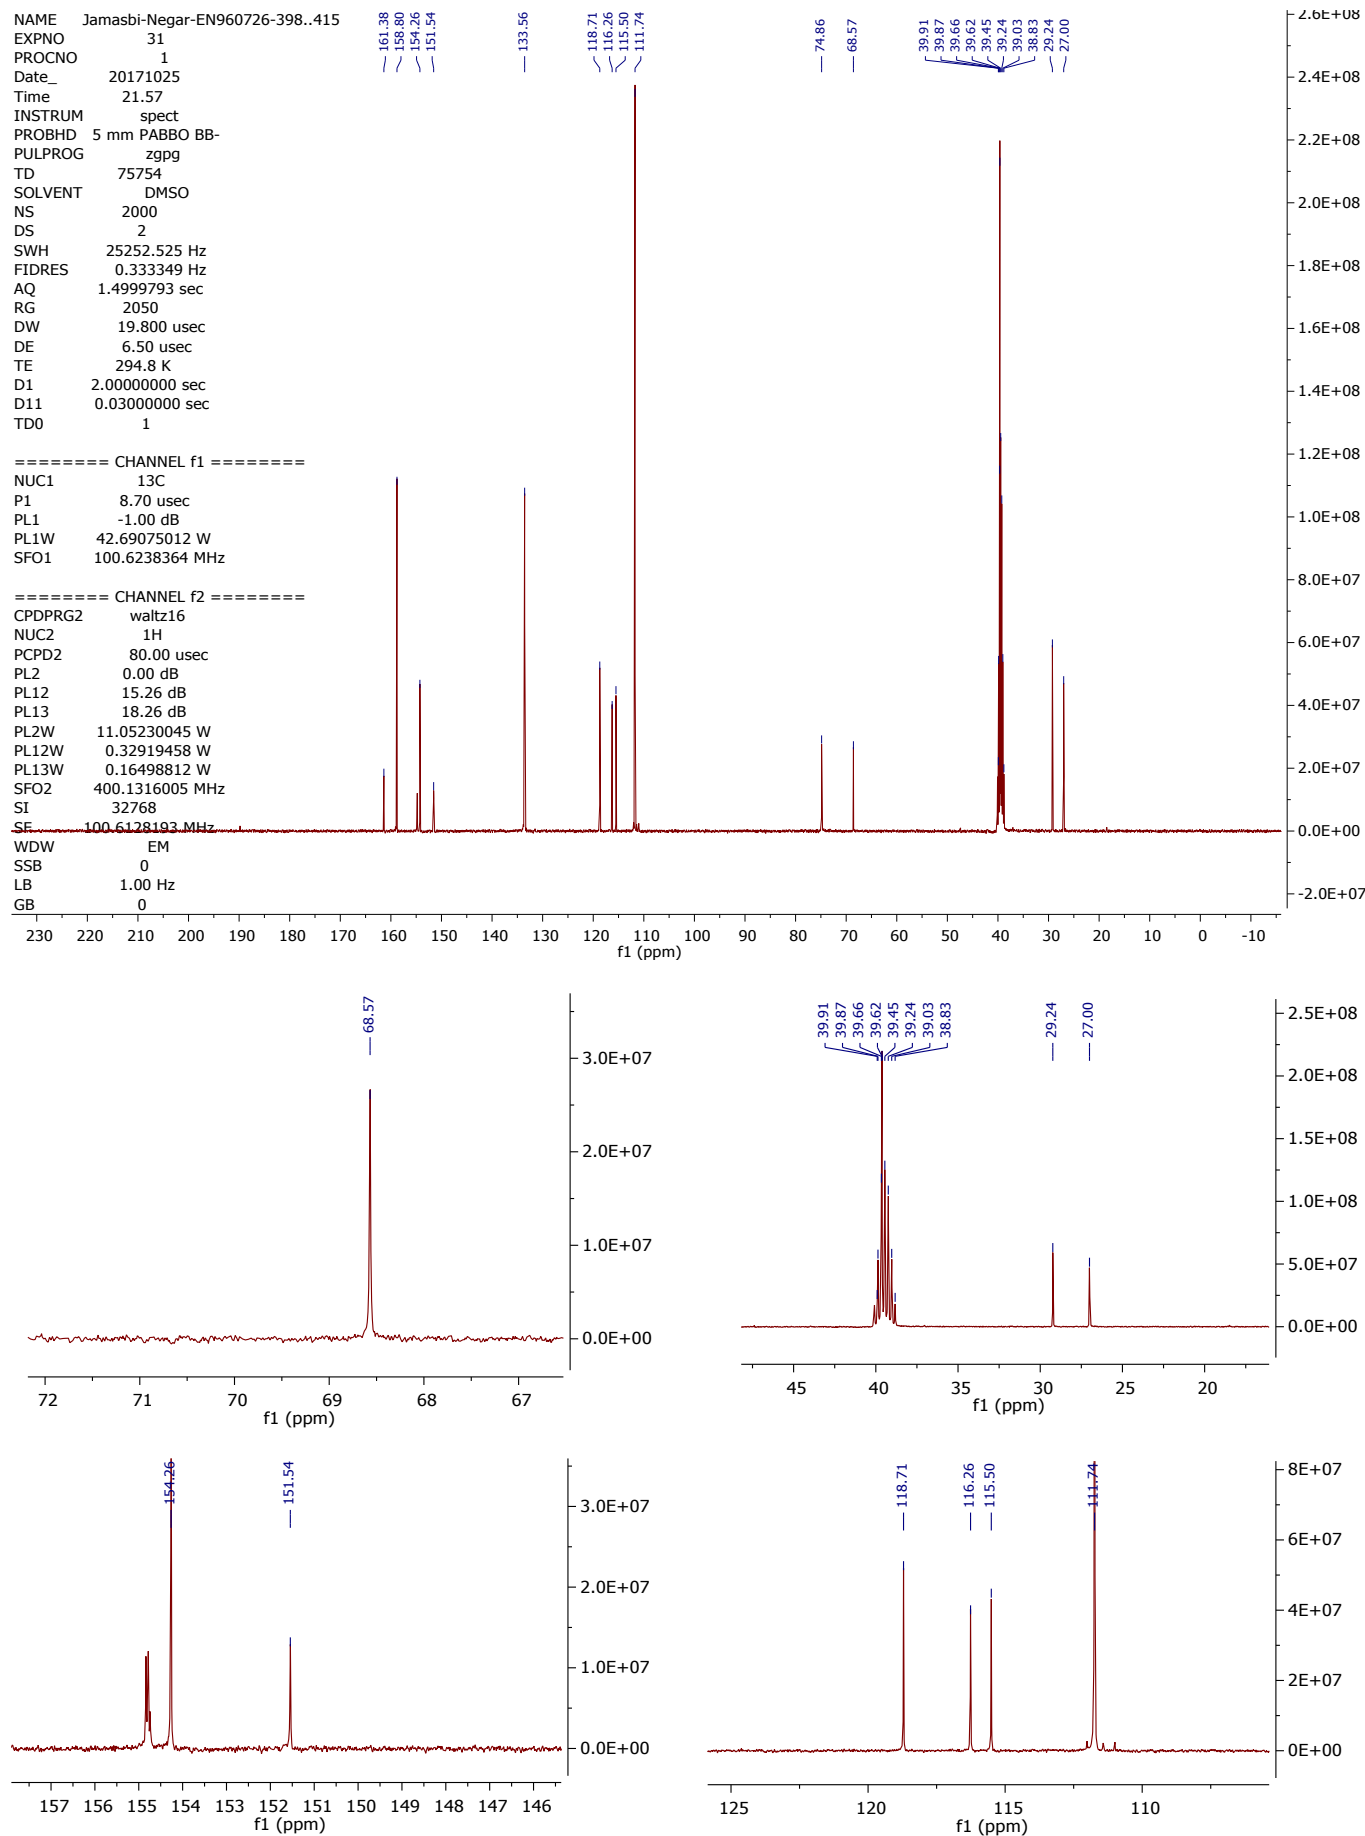 NAME Jamasbi-Negar-EN960726-398..415
EXPNO 31
PROCNO 1
Date_ 20171025
Time 21.57
INSTRUM spect
PROBHD 5 mm PABBO BB-
PULPROG zgpg
TD 75754
SOLVENT DMSO
NS 2000
DS 2
SWH 25252.525 Hz
FIDRES 0.333349 Hz
AQ 1.4999793 sec
RG 2050
DW 19.800 usec
DE 6.50 usec
TE 294.8 K
D1 2.00000000 sec
D11 0.03000000 sec
TD0 1
======== CHANNEL f1 ========
NUC1 13C
P1 8.70 usec
PL1 -1.00 dB
PL1W 42.69075012 W
SFO1 100.6238364 MHz
======== CHANNEL f2 ========
CPDPRG2 waltz16
NUC2 1H
PCPD2 80.00 usec
PL2 0.00 dB
PL12 15.26 dB
PL13 18.26 dB
PL2W 11.05230045 W
PL12W 0.32919458 W
PL13W 0.16498812 W
SFO2 400.1316005 MHz
SI 32768
SF 100.6128193 MHz
WDW EM
SSB 0
LB 1.00 Hz
GB 0
161.38
158.80
154.26
151.54
133.56
118.71
116.26
115.50
111.74
74.86
68.57
39.91
39.87
39.66
39.62
39.45
39.24
39.03
38.83
29.24
27.00
2.6E+08
2.4E+08
2.2E+08
2.0E+08
1.8E+08
1.6E+08
1.4E+08
1.2E+08
1.0E+08
8.0E+07
6.0E+07
4.0E+07
2.0E+07
0.0E+00
-2.0E+07
230 220 210 200 190 180 170 160 150 140 130 120 110 100 90 80 70 60 50 40 30 20 10 0 -10
f1 (ppm)
68.57
3.0E+07
2.0E+07
1.0E+07
0.0E+00
72 71 70 69 68 67
f1 (ppm)
39.91
39.87
39.66
39.62
39.45
39.24
39.03
38.83
29.24
27.00
2.5E+08
2.0E+08
1.5E+08
1.0E+08
5.0E+07
0.0E+00
45 40 35 30 25 20
f1 (ppm)
154.26
151.54
3.0E+07
2.0E+07
1.0E+07
0.0E+00
157 156 155 154 153 152 151 150 149 148 147 146
f1 (ppm)
118.71
116.26
115.50
111.74
8E+07
6E+07
4E+07
2E+07
0E+00
125 120 115 110
f1 (ppm)